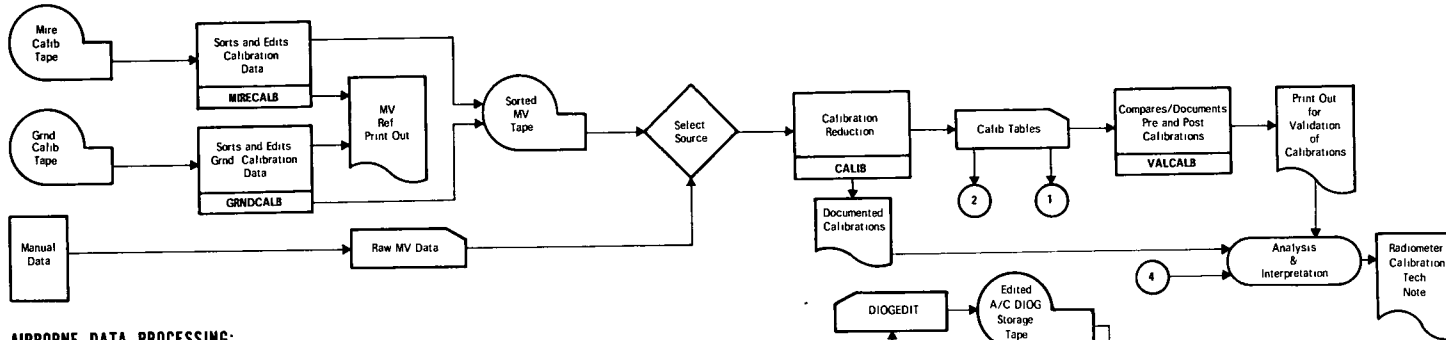 Mire
Calib
Tape
Sorts and Edits
Calibration
Data
MIRECALB
Grnd
Calib
Tape
Sorts and Edits
Grnd Calibration
Data
GRNDCALB
MV
Ref
Print Out
Sorted
MV
Tape
Select
Source
Calibration
Reduction
CALIB
Calib Tables
2
1
Compares/Documents
Pre and Post
Calibrations
VALCALB
Print Out
for
Validation
of
Calibrations
Manual
Data
Raw MV Data
Documented
Calibrations
4
Analysis
&
Interpretation
Radiometer
Calibration
Tech
Note
DIOGEDIT
Edited
A/C DIOG
Storage
Tape
AIRBORNE DATA PROCESSING: